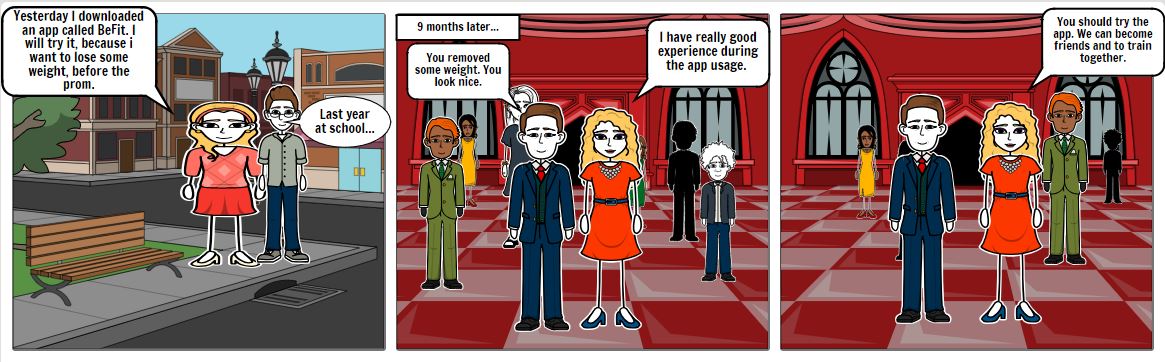 Yesterday I downloaded
an app called BeFit. I
will try it, because i
want to lose some
weight, before the
prom.
Last year
at school...
9 months later...
You removed
some weight. You
look nice.
I have really good
experience during
the app usage.
You should try the
app. We can become
friends and to train
together.